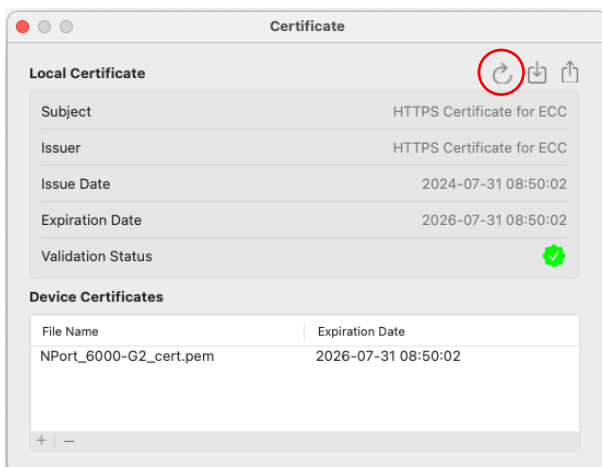 Certificate
Local Certificate
Subject HTTPS Certificate for ECC
Issuer HTTPS Certificate for ECC
Issue Date 2024-07-31 08:50:02
Expiration Date 2026-07-31 08:50:02
Validation Status
Device Certificates
File Name Expiration Date
NPort_6000-G2_cert.pem 2026-07-31 08:50:02